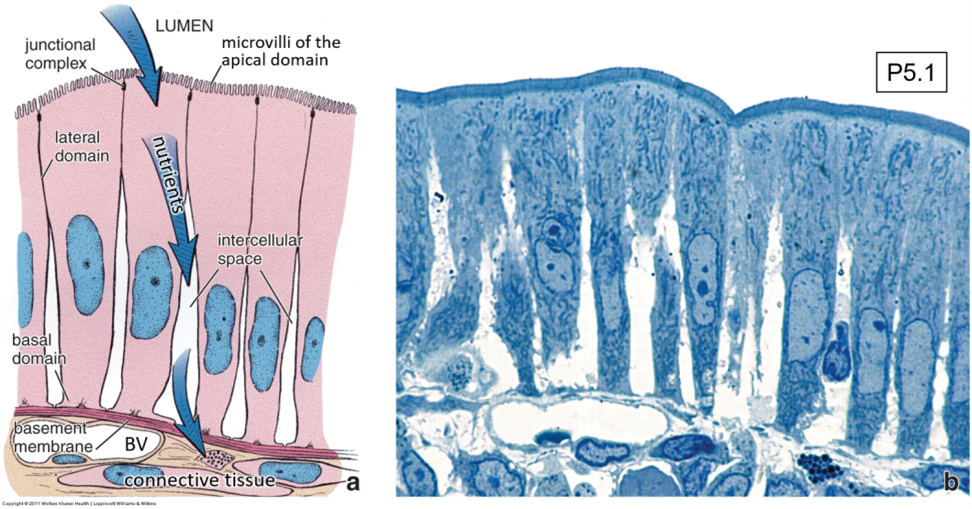 LUMEN
junctional
complex
microvilli of the
apical domain
P5.1
lateral
domain
nutrients
intercellular
space
basal
domain
basement
membrane
BV
connective tissue
a
b
Copyright © 2011 Wolters Kluwer Health | Lippincott Williams & Wilkins